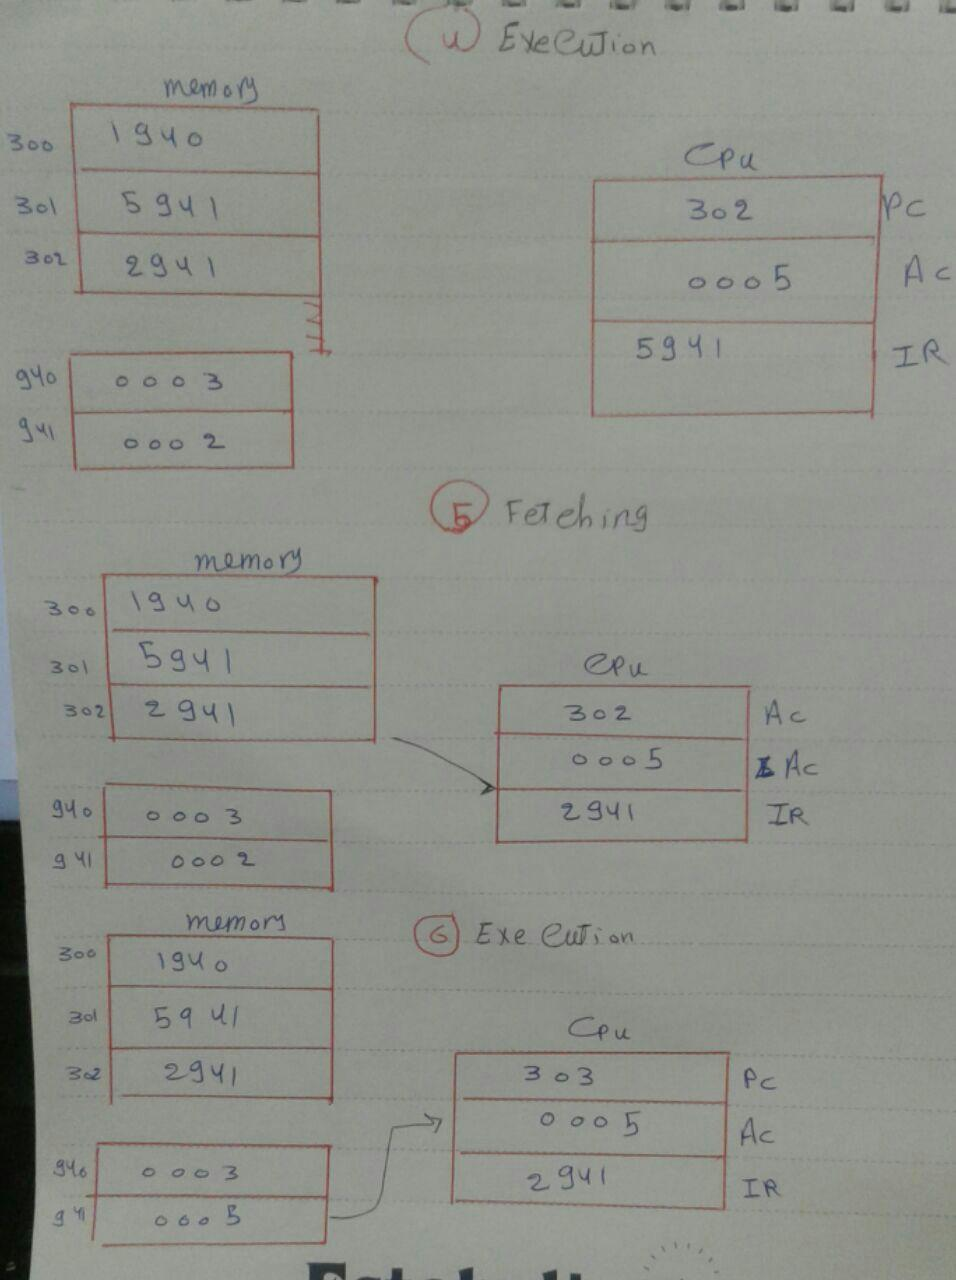 4 Execution
memory
300 1940
301 5941
302 2941
940 0003
941 0002
Cpu
302 PC
0005 AC
5941 IR
5 Fetching
memory
300 1940
301 5941
302 2941
940 0003
941 0002
Cpu
302 Ac
0005 Ac
2941 IR
6 Execution
memory
300 1940
301 5941
302 2941
940 0003
941 0005
Cpu
303 Pc
0005 Ac
2941 IR